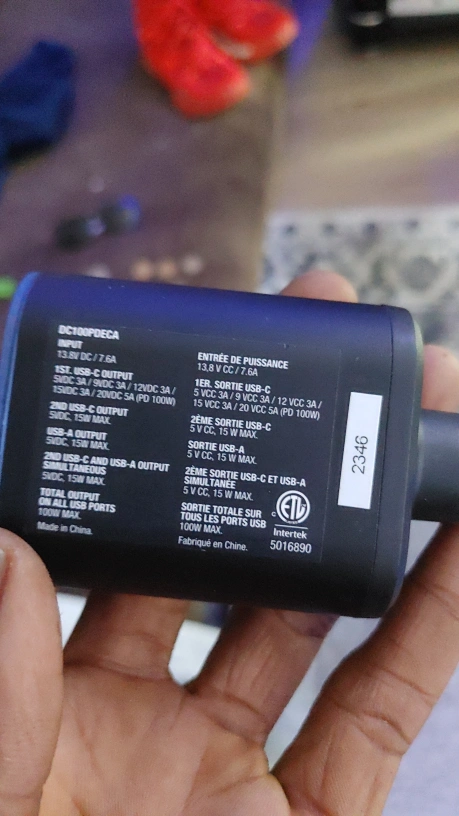 DC100PDECA
INPUT
13.8V DC / 7.6A
1ST. USB-C OUTPUT
5VDC 3A / 9VDC 3A / 12VDC 3A /
15VDC 3A / 20VDC 5A (PD 100W)
2ND USB-C OUTPUT
5VDC, 15W MAX.
USB-A OUTPUT
5VDC, 15W MAX.
2ND USB-C AND USB-A OUTPUT
SIMULTANEOUS
5VDC, 15W MAX.
TOTAL OUTPUT
ON ALL USB PORTS
100W MAX.
Made in China.
ENTRÉE DE PUISSANCE
13,8 V CC / 7.6A
1ER. SORTIE USB-C
5 VCC 3A / 9 VCC 3A / 12 VCC 3A /
15 VCC 3A / 20 VCC 5A (PD 100W)
2ÈME SORTIE USB-C
5 V CC, 15 W MAX.
SORTIE USB-A
5 V CC, 15 W MAX.
2ÈME SORTIE USB-C ET USB-A
SIMULTANÉE
5 V CC, 15 W MAX.
SORTIE TOTALE SUR
TOUS LES PORTS USB
100W MAX.
Fabriqué en Chine.
C ETL
Intertek
5016890
2346